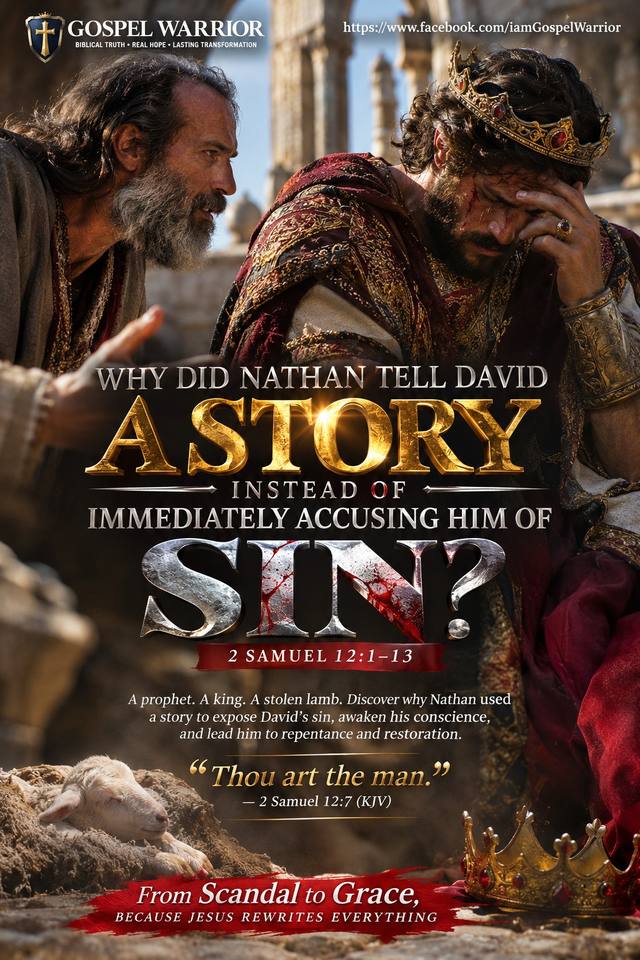 GOSPEL WARRIOR
BIBLICAL TRUTH • REAL HOPE • LASTING TRANSFORMATION
https://www.facebook.com/iamGospelWarrior
WHY DID NATHAN TELL DAVID
A STORY
INSTEAD OF
IMMEDIATELY ACCUSING HIM OF
SIN?
2 SAMUEL 12:1–13
A prophet. A king. A stolen lamb. Discover why Nathan used
a story to expose David's sin, awaken his conscience,
and lead him to repentance and restoration.
“Thou art the man.”
— 2 Samuel 12:7 (KJV)
From Scandal to Grace,
BECAUSE JESUS REWRITES EVERYTHING